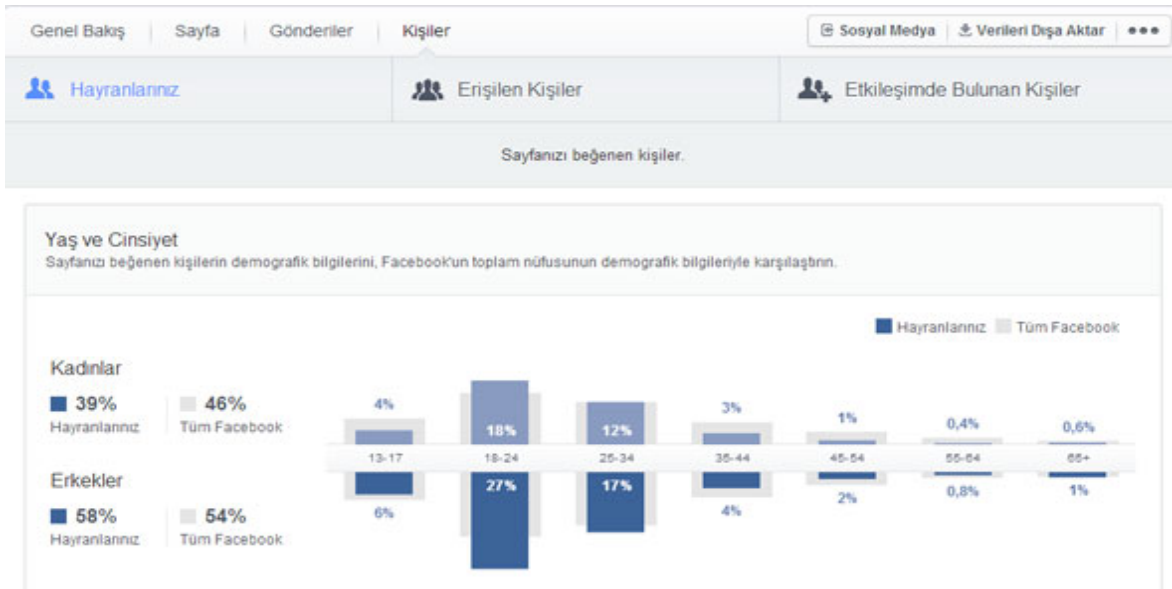 Genel Bakış Sayfa Gönderiler Kişiler Sosyal Medya Verileri Dışa Aktar
Hayranlarınız Erişilen Kişiler Etkileşimde Bulunan Kişiler
Sayfanızı beğenen kişiler.
Yaş ve Cinsiyet
Sayfanızı beğenen kişilerin demografik bilgilerini, Facebook'un toplam nüfusunun demografik bilgileriyle karşılaştırın.
Hayranlarınız Tüm Facebook
Kadınlar
39% 46%
Hayranlarınız Tüm Facebook
4% 18% 12% 3% 1% 0,4% 0,6%
13-17 18-24 25-34 35-44 45-54 55-64 65+
Erkekler
58% 54%
Hayranlarınız Tüm Facebook
6% 27% 17% 4% 2% 0,8% 1%